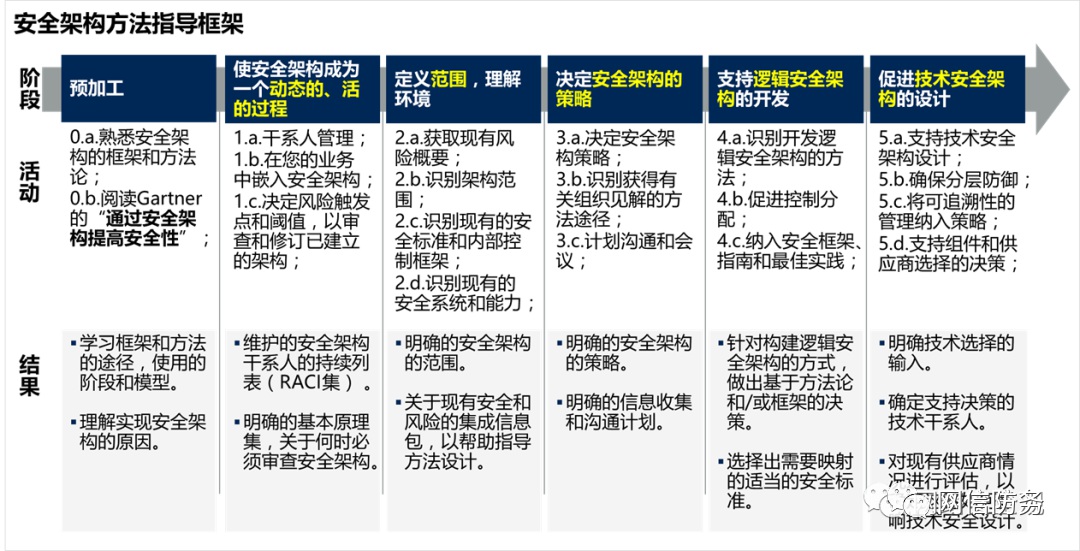 安全架构方法指导框架
阶段
预加工
使安全架构成为
一个动态的、活
的过程
定义范围，理解
环境
决定安全架构的
策略
支持逻辑安全架
构的开发
促进技术安全架
构的设计
活动
0.a.熟悉安全架
构的框架和方法
论；
0.b.阅读Gartner
的“通过安全架
构提高安全性”；
1.a.干系人管理；
1.b.在您的业务
中嵌入安全架构；
1.c.决定风险触发
点和阈值，以审
查和修订已建立
的架构；
2.a.获取现有风
险概要；
2.b.识别架构范
围；
2.c.识别现有的安
全标准和内部控
制框架；
2.d.识别现有的
安全系统和能力；
3.a.决定安全架
构策略；
3.b.识别获得有
关组织见解的方
法途径；
3.c.计划沟通和会
议；
4.a.识别开发逻
辑安全架构的方
法；
4.b.促进控制分
配；
4.c.纳入安全框架、
指南和最佳实践；
5.a.支持技术安全
架构设计；
5.b.确保分层防御；
5.c.将可追溯性的
管理纳入策略；
5.d.支持组件和供
应商选择的决策；
结果
▪学习框架和方法
的途径，使用的
阶段和模型。
▪理解实现安全架
构的原因。
▪维护的安全架构
干系人的持续列
表（RACI集）。
▪明确的基本原理
集，关于何时必
须审查安全架构。
▪明确的安全架构
的范围。
▪关于现有安全和
风险的集成信息
包，以帮助指导
方法设计。
▪明确的安全架构
的策略。
▪明确的信息收集
和沟通计划。
▪针对构建逻辑安
全架构的方式，
做出基于方法论
和/或框架的决
策。
▪选择出需要映射
的适当的安全标
准。
▪明确技术选择的
输入。
▪确定支持决策的
技术干系人。
▪对现有供应商情
况进行评估，以
响技术安全设计。
网信防务